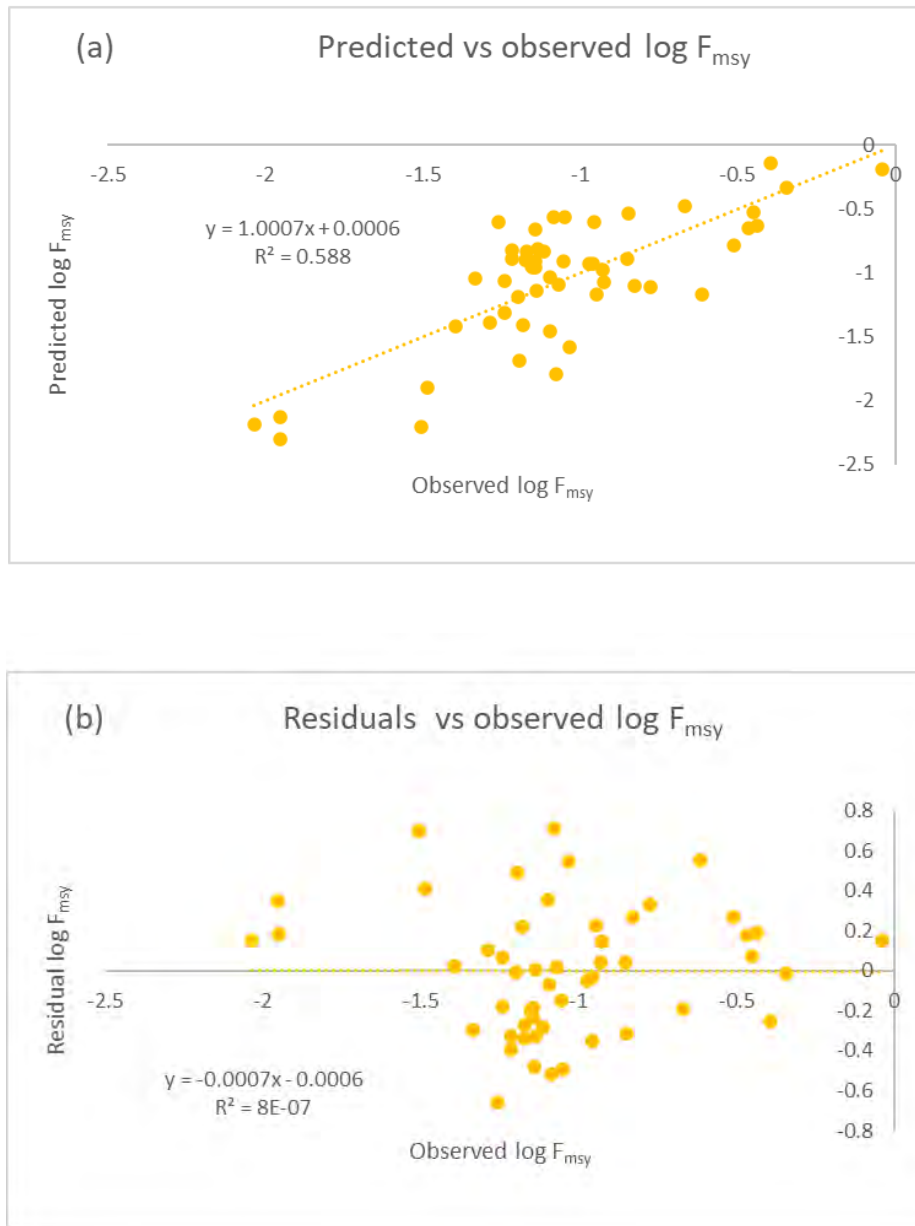 (a)
Predicted vs observed log Fmsy
0
-2.5 -2 -1.5 -1 -0.5 0
-0.5
y = 1.0007x + 0.0006
R² = 0.588
-1
Predicted log Fmsy
-1.5
-2
-2.5
Observed log Fmsy
(b)
Residuals vs observed log Fmsy
0.8
0.6
0.4
0.2
Residual log Fmsy
0
-2.5 -2 -1.5 -1 -0.5 0
-0.2
-0.4
y = -0.0007x - 0.0006
R² = 8E-07
-0.6
-0.8
Observed log Fmsy